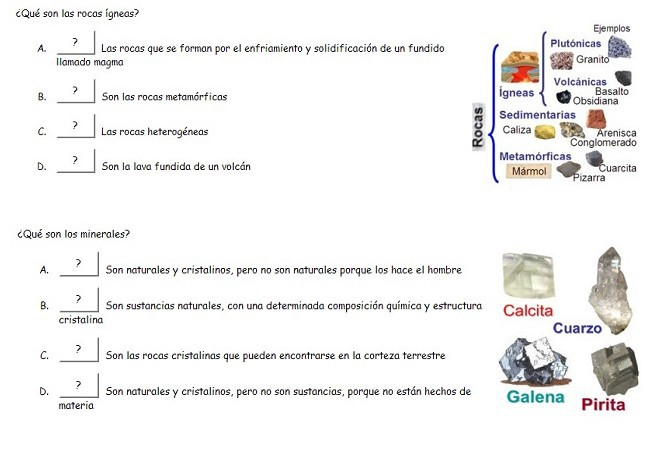 ¿Qué son las rocas ígneas?
A. ? Las rocas que se forman por el enfriamiento y solidificación de un fundido
llamado magma
B. ? Son las rocas metamórficas
C. ? Las rocas heterogéneas
D. ? Son la lava fundida de un volcán
Rocas
Ejemplos
Plutónicas
Granito
Ígneas
Volcánicas
Basalto
Obsidiana
Sedimentarias
Caliza
Arenisca
Conglomerado
Metamórficas
Mármol
Cuarcita
Pizarra
¿Qué son los minerales?
A. ? Son naturales y cristalinos, pero no son naturales porque los hace el hombre
B. ? Son sustancias naturales, con una determinada composición química y estructura
cristalina
C. ? Son las rocas cristalinas que pueden encontrarse en la corteza terrestre
D. ? Son naturales y cristalinos, pero no son sustancias, porque no están hechos de
materia
Calcita
Cuarzo
Galena
Pirita